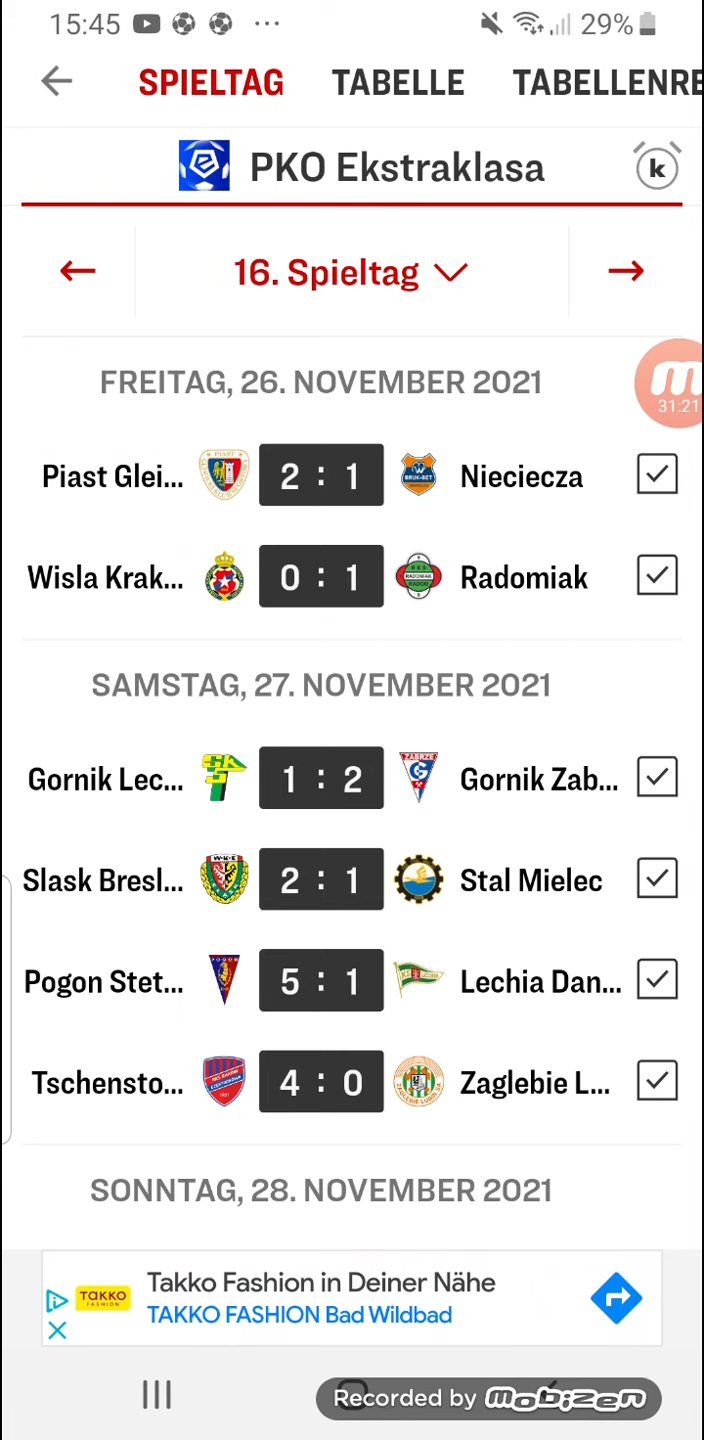 15:45 29%
SPIELTAG TABELLE TABELLENRE
PKO Ekstraklasa k
16. Spieltag
FREITAG, 26. NOVEMBER 2021
31:21
Piast Glei... 2 : 1 Nieciecza
Wisla Krak... 0 : 1 Radomiak
SAMSTAG, 27. NOVEMBER 2021
Gornik Lec... 1 : 2 Gornik Zab...
Slask Bresl... 2 : 1 Stal Mielec
Pogon Stet... 5 : 1 Lechia Dan...
Tschensto... 4 : 0 Zaglebie L...
SONNTAG, 28. NOVEMBER 2021
Takko Fashion in Deiner Nähe
TAKKO FASHION
TAKKO FASHION Bad Wildbad
Recorded by mobizen